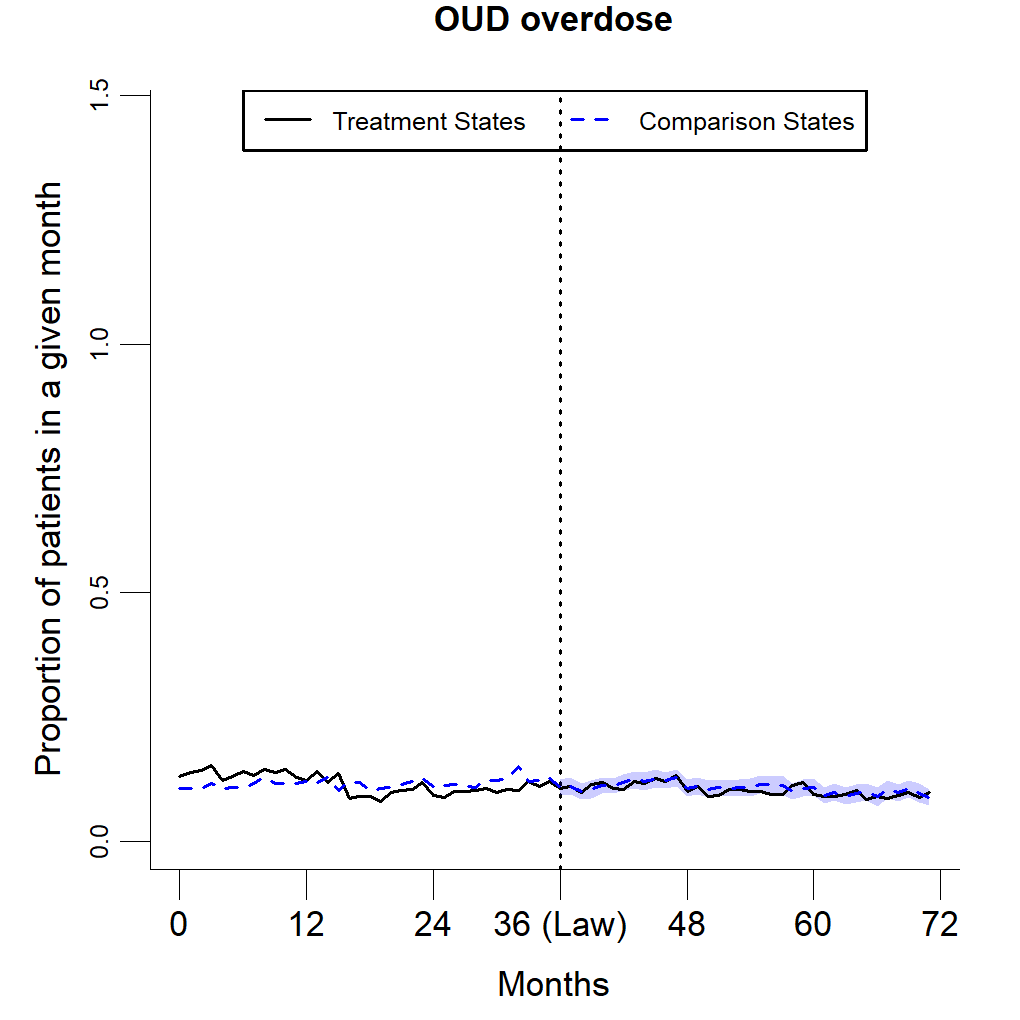 OUD overdose
Treatment States
Comparison States
Proportion of patients in a given month
1.5
1.0
0.5
0.0
0
12
24
36 (Law)
48
60
72
Months